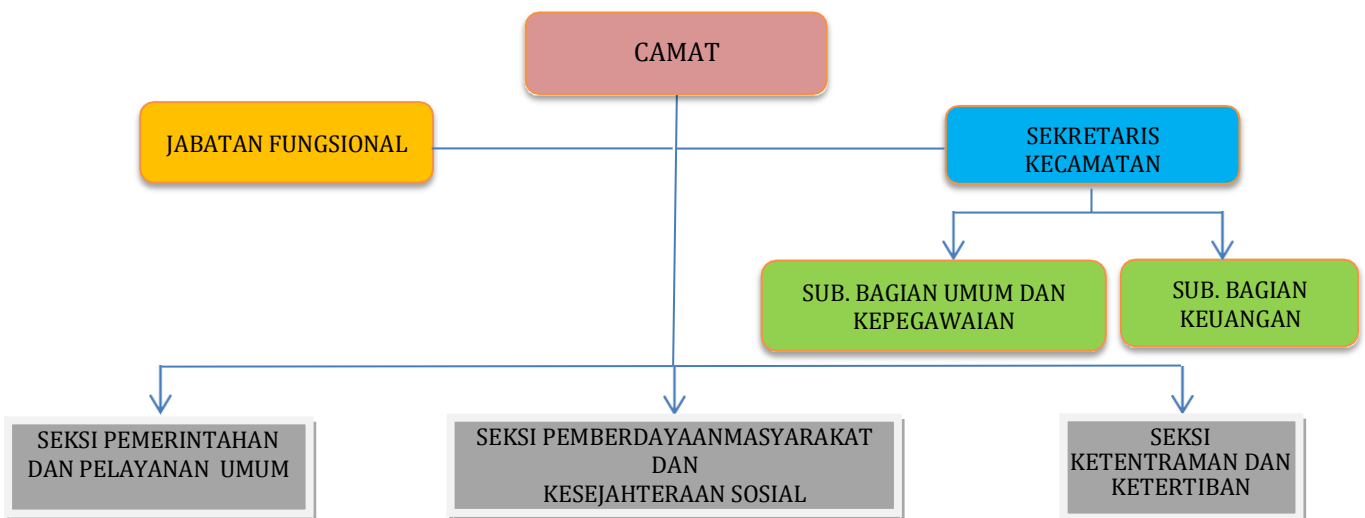 CAMAT
JABATAN FUNGSIONAL
SEKRETARIS
KECAMATAN
SUB. BAGIAN UMUM DAN
KEPEGAWAIAN
SUB. BAGIAN
KEUANGAN
SEKSI PEMERINTAHAN
DAN PELAYANAN UMUM
SEKSI PEMBERDAYAANMASYARAKAT
DAN
KESEJAHTERAAN SOSIAL
SEKSI
KETENTRAMAN DAN
KETERTIBAN